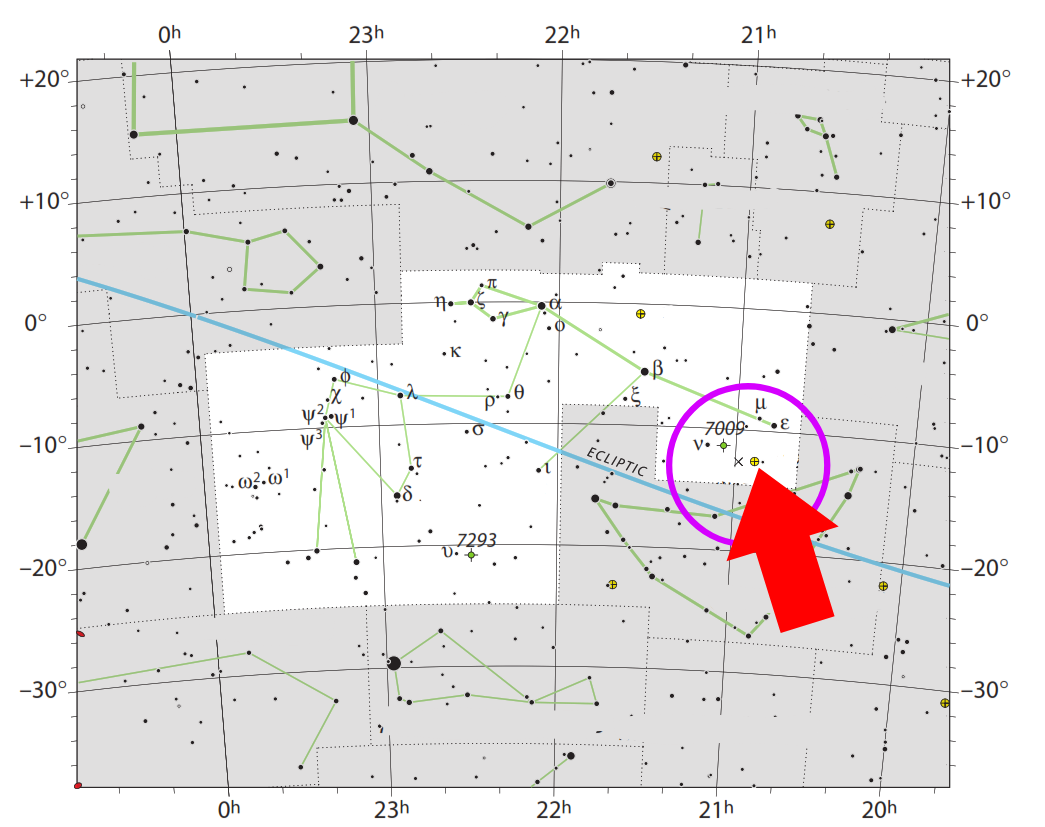 0h 23h 22h 21h
+20° +20°
+10° +10°
π
η ζ α
γ ο
0° 0°
κ
φ β
χ λ ρ θ ξ μ
ψ2 ψ1 ε
ψ3 σ 7009
ν
-10° -10°
τ ι ECLIPTIC
ω2 ω1
δ
υ 7293
-20° -20°
-30° -30°
0h 23h 22h 21h 20h